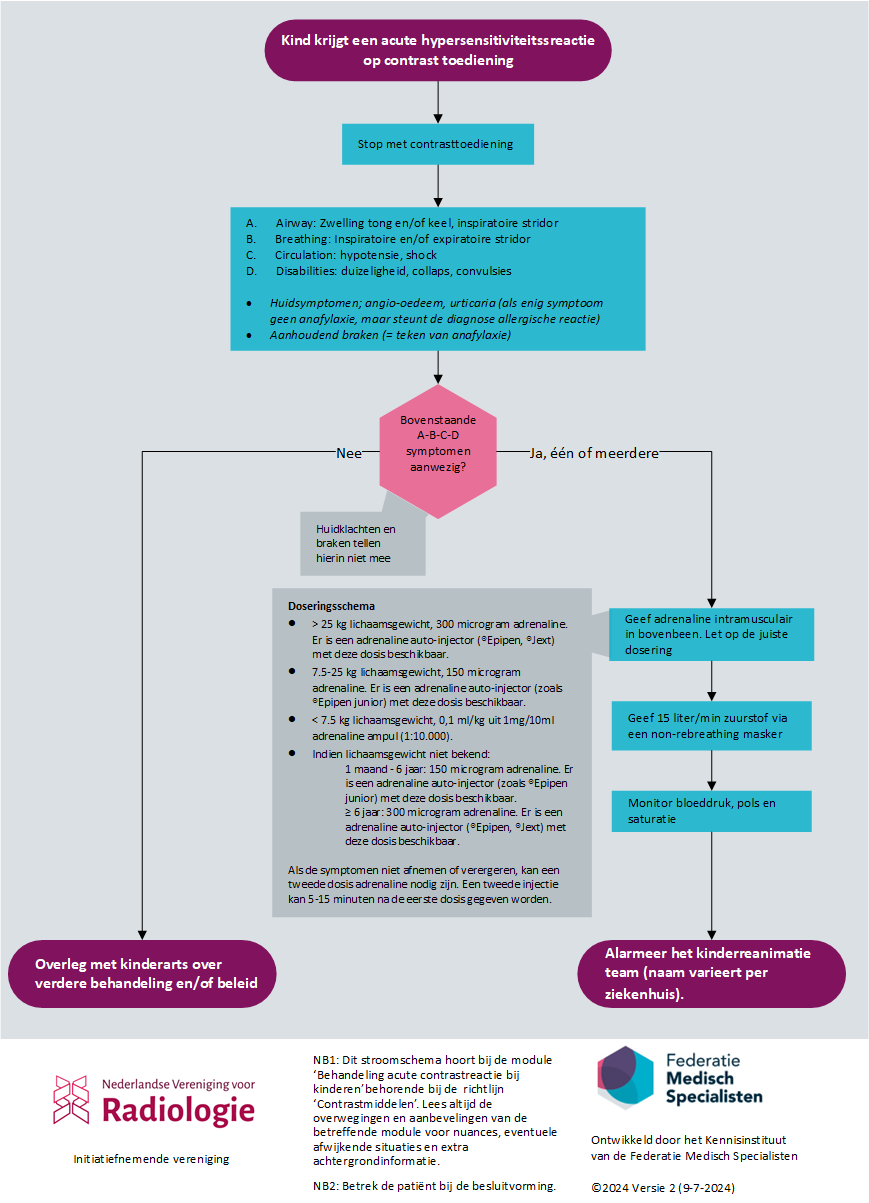 Kind krijgt een acute hypersensitiviteitssreactie
op contrast toediening
Stop met contrasttoediening
A. Airway: Zwelling tong en/of keel, inspiratoire stridor
B. Breathing: Inspiratoire en/of expiratoire stridor
C. Circulation: hypotensie, shock
D. Disabilities: duizeligheid, collaps, convulsies
• Huidsymptomen; angio-oedeem, urticaria (als enig symptoom
geen anafylaxie, maar steunt de diagnose allergische reactie)
• Aanhoudend braken (= teken van anafylaxie)
Bovenstaande
A-B-C-D
symptomen
aanwezig?
Nee
Ja, één of meerdere
Huidklachten en
braken tellen
hierin niet mee
Doseringsschema
• > 25 kg lichaamsgewicht, 300 microgram adrenaline.
Er is een adrenaline auto-injector (®Epipen, ®Jext)
met deze dosis beschikbaar.
• 7.5-25 kg lichaamsgewicht, 150 microgram
adrenaline. Er is een adrenaline auto-injector (zoals
®Epipen junior) met deze dosis beschikbaar.
• < 7.5 kg lichaamsgewicht, 0,1 ml/kg uit 1mg/10ml
adrenaline ampul (1:10.000).
• Indien lichaamsgewicht niet bekend:
1 maand - 6 jaar: 150 microgram adrenaline. Er
is een adrenaline auto-injector (zoals ®Epipen
junior) met deze dosis beschikbaar.
≥ 6 jaar: 300 microgram adrenaline. Er is een
adrenaline auto-injector (®Epipen, ®Jext) met
deze dosis beschikbaar.
Als de symptomen niet afnemen of verergeren, kan een
tweede dosis adrenaline nodig zijn. Een tweede injectie
kan 5-15 minuten na de eerste dosis gegeven worden.
Geef adrenaline intramusculair
in bovenbeen. Let op de juiste
dosering
Geef 15 liter/min zuurstof via
een non-rebreathing masker
Monitor bloeddruk, pols en
saturatie
Overleg met kinderarts over
verdere behandeling en/of beleid
Alarmeer het kinderreanimatie
team (naam varieert per
ziekenhuis).
Nederlandse Vereniging voor
Radiologie
Initiatiefnemende vereniging
NB1: Dit stroomschema hoort bij de module
‘Behandeling acute contrastreactie bij
kinderen’ behorende bij de richtlijn
‘Contrastmiddelen’. Lees altijd de
overwegingen en aanbevelingen van de
betreffende module voor nuances, eventuele
afwijkende situaties en extra
achtergrondinformatie.
NB2: Betrek de patiënt bij de besluitvorming.
Federatie
Medisch
Specialisten
Ontwikkeld door het Kennisinstituut
van de Federatie Medisch Specialisten
©2024 Versie 2 (9-7-2024)